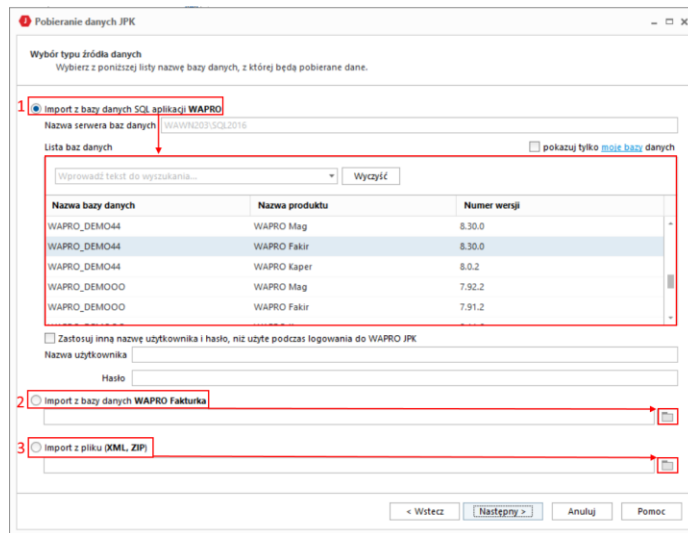 Pobieranie danych JPK
Wybór typu źródła danych
Wybierz z poniższej listy nazwę bazy danych, z której będą pobierane dane.
1 Import z bazy danych SQL aplikacji WAPRO
Nazwa serwera baz danych WAWN203\SQL2016
Lista baz danych pokazuj tylko moje bazy danych
Wprowadź tekst do wyszukania... Wyczyść
Nazwa bazy danych Nazwa produktu Numer wersji
WAPRO_DEMO44 WAPRO Mag 8.30.0
WAPRO_DEMO44 WAPRO Fakir 8.30.0
WAPRO_DEMO44 WAPRO Kaper 8.0.2
WAPRO_DEMOOO WAPRO Mag 7.92.2
WAPRO_DEMOOO WAPRO Fakir 7.91.2
Zastosuj inną nazwę użytkownika i hasło, niż użyte podczas logowania do WAPRO JPK
Nazwa użytkownika
Hasło
2 Import z bazy danych WAPRO Fakturka
3 Import z pliku (XML, ZIP)
< Wstecz Następny > Anuluj Pomoc